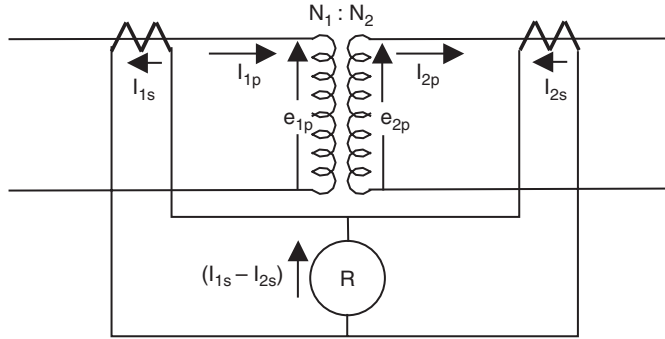 N₁ : N₂
I₁ₛ
I₁ₚ
I₂ₚ
I₂ₛ
e₁ₚ
e₂ₚ
(I₁ₛ – I₂ₛ)
R